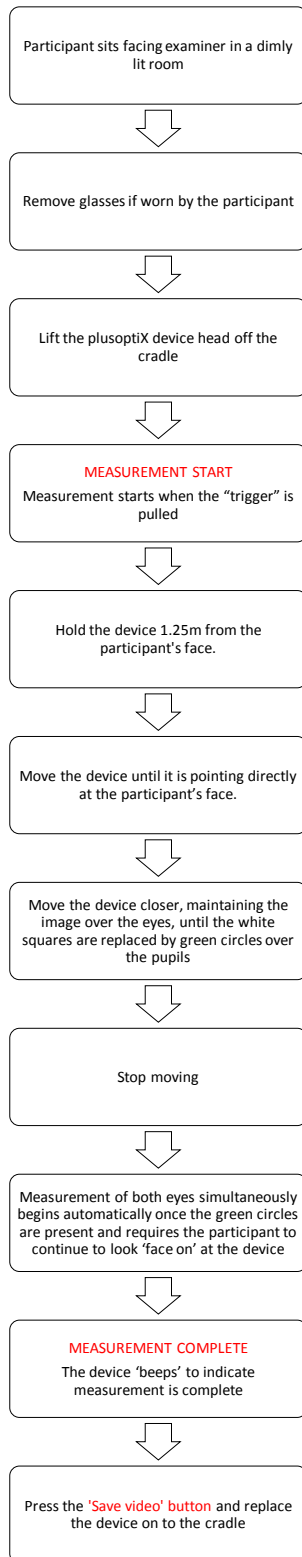 Participant sits facing examiner in a dimly
lit room
Remove glasses if worn by the participant
Lift the plusoptiX device head off the
cradle
MEASUREMENT START
Measurement starts when the “trigger” is
pulled
Hold the device 1.25m from the
participant's face.
Move the device until it is pointing directly
at the participant’s face.
Move the device closer, maintaining the
image over the eyes, until the white
squares are replaced by green circles over
the pupils
Stop moving
Measurement of both eyes simultaneously
begins automatically once the green circles
are present and requires the participant to
continue to look ‘face on’ at the device
MEASUREMENT COMPLETE
The device ‘beeps’ to indicate
measurement is complete
Press the 'Save video' button and replace
the device on to the cradle